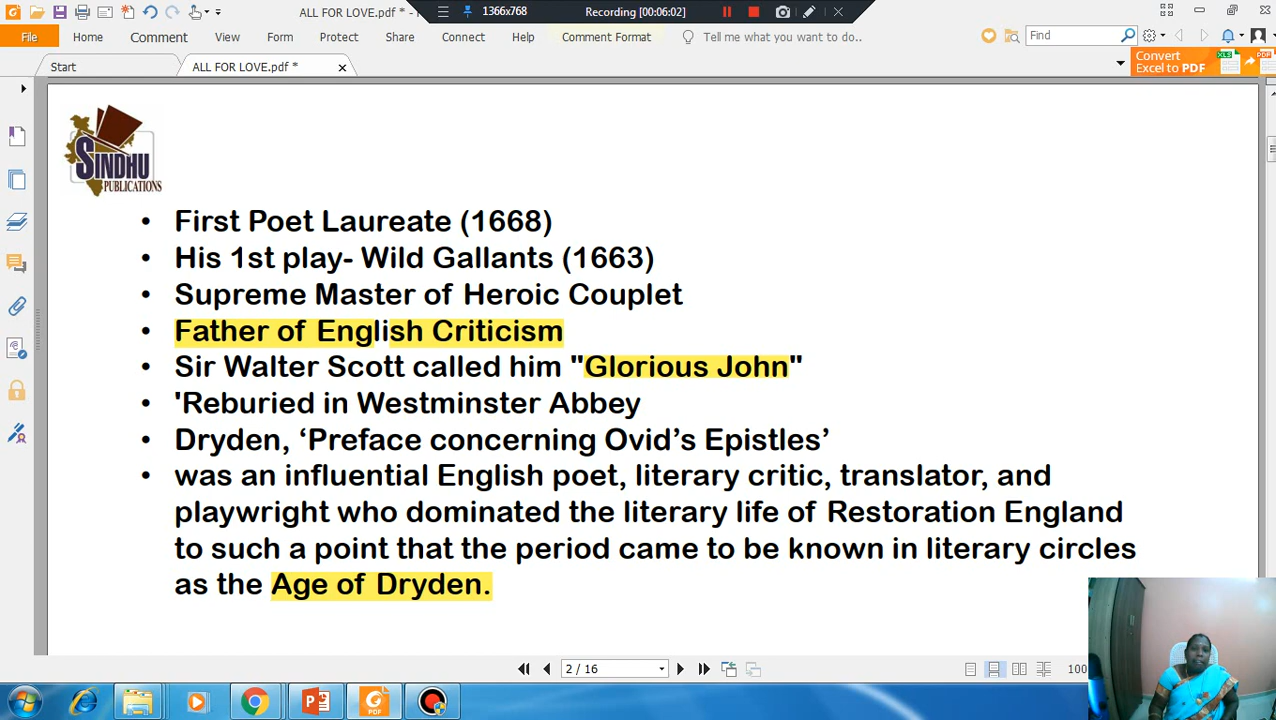 ALL FOR LOVE.pdf * -
1366x768
Recording [00:06:02]
File Home Comment View Form Protect Share Connect Help Comment Format Tell me what you want to do.. Find
Start ALL FOR LOVE.pdf *
Convert
Excel to PDF
XLS
PDF
SINDHU
PUBLICATIONS
• First Poet Laureate (1668)
• His 1st play- Wild Gallants (1663)
• Supreme Master of Heroic Couplet
• Father of English Criticism
• Sir Walter Scott called him "Glorious John"
• 'Reburied in Westminster Abbey
• Dryden, ‘Preface concerning Ovid’s Epistles’
• was an influential English poet, literary critic, translator, and
playwright who dominated the literary life of Restoration England
to such a point that the period came to be known in literary circles
as the Age of Dryden.
2 / 16
100
PDF